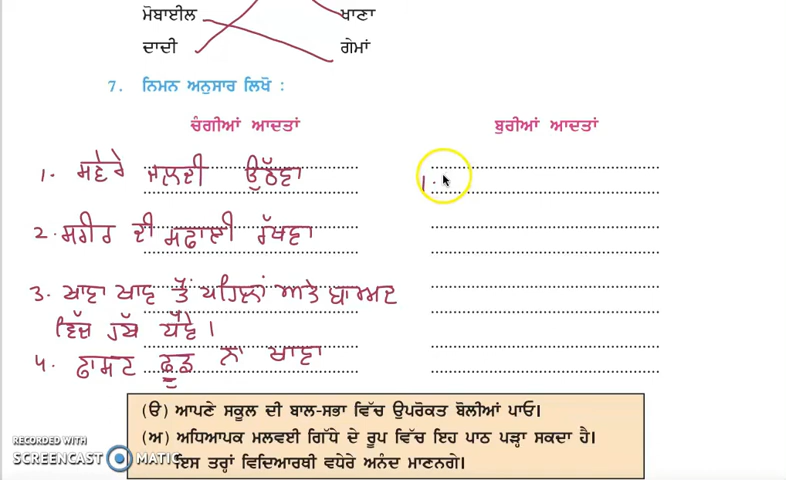 ਮੋਬਾਈਲ ਖਾਣਾ
ਦਾਦੀ ਗੇਮਾਂ
7. ਨਿਮਨ ਅਨੁਸਾਰ ਲਿਖੋ :
ਚੰਗੀਆਂ ਆਦਤਾਂ ਬੁਰੀਆਂ ਆਦਤਾਂ
1. ਸਵੇਰੇ ਜਲਦੀ ਉੱਠਣਾ 1.
2. ਸਰੀਰ ਦੀ ਸਫਾਈ ਰੱਖਣਾ
3. ਖਾਣਾ ਖਾਣ ਤੋਂ ਪਹਿਲਾਂ ਅਤੇ
ਵਿੱਚ ਹੱਥ ਧੋਣੇ ।
4. ਫਾਸਟ ਫੂਡ ਨਾ ਖਾਣਾ
(ੳ) ਆਪਣੇ ਸਕੂਲ ਦੀ ਬਾਲ-ਸਭਾ ਵਿੱਚ ਉਪਰੋਕਤ ਬੋਲੀਆਂ ਪਾਓ।
(ਅ) ਅਧਿਆਪਕ ਮਲਵਈ ਗਿੱਧੇ ਦੇ ਰੂਪ ਵਿੱਚ ਇਹ ਪਾਠ ਪੜ੍ਹਾ ਸਕਦਾ ਹੈ।
ਇਸ ਤਰ੍ਹਾਂ ਵਿਦਿਆਰਥੀ ਵਧੇਰੇ ਅਨੰਦ ਮਾਣਨਗੇ।
RECORDED WITH
SCREENCAST MATIC